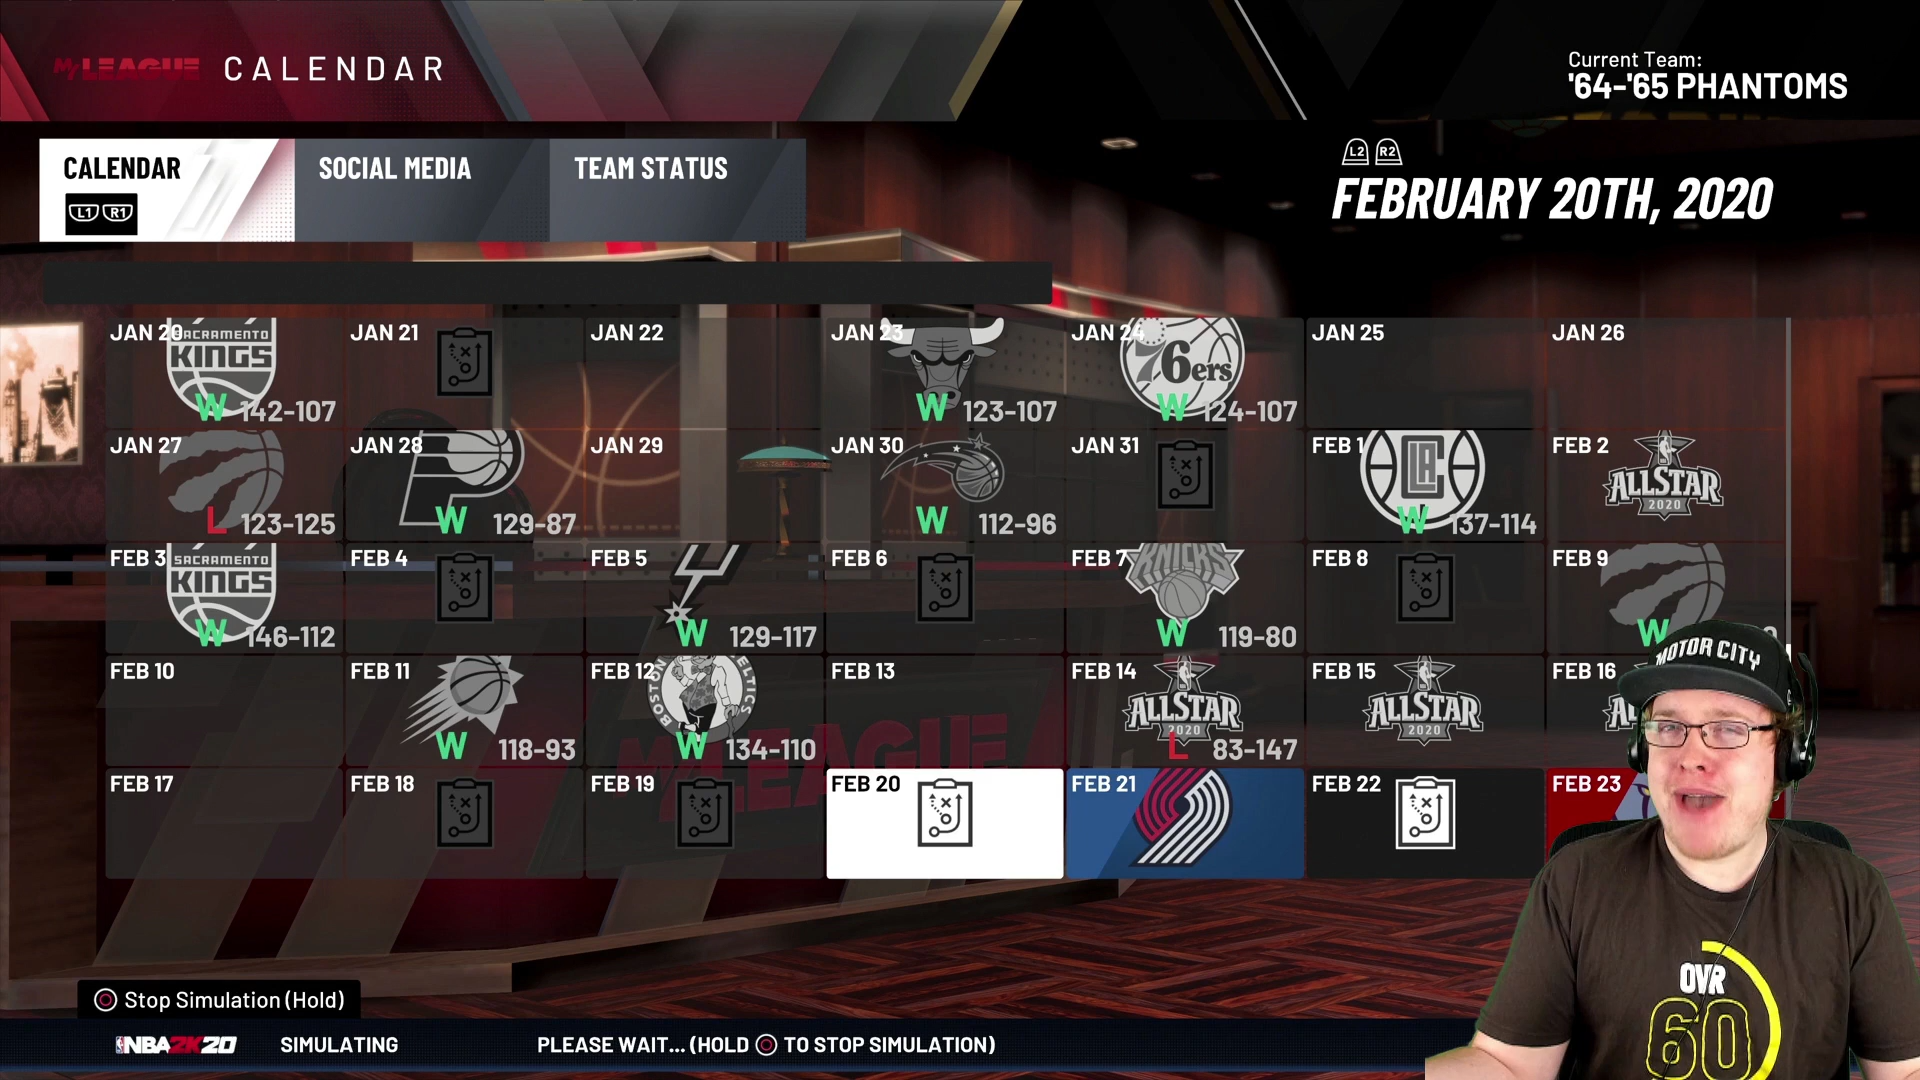 MyLEAGUE CALENDAR
Current Team:
'64-'65 PHANTOMS
CALENDAR
L1 R1
SOCIAL MEDIA
TEAM STATUS
L2 R2
FEBRUARY 20TH, 2020
JAN 20 SACRAMENTO KINGS W 142-107
JAN 21
JAN 22
JAN 23 W 123-107
JAN 24 76ers W 124-107
JAN 25
JAN 26
JAN 27 L 123-125
JAN 28 W 129-87
JAN 29
JAN 30 W 112-96
JAN 31
FEB 1 LA W 137-114
FEB 2 ALLSTAR 2020
FEB 3 SACRAMENTO KINGS W 146-112
FEB 4
FEB 5 W 129-117
FEB 6
FEB 7 KNICKS W 119-80
FEB 8
FEB 9 W
FEB 10
FEB 11 W 118-93
FEB 12 BOSTON CELTICS W 134-110
FEB 13
FEB 14 ALLSTAR 2020 L 83-147
FEB 15 ALLSTAR 2020
FEB 16
FEB 17
FEB 18
FEB 19
FEB 20
FEB 21
FEB 22
FEB 23
MOTOR CITY
OVR
60
Stop Simulation (Hold)
NBA2K20
SIMULATING
PLEASE WAIT... (HOLD TO STOP SIMULATION)